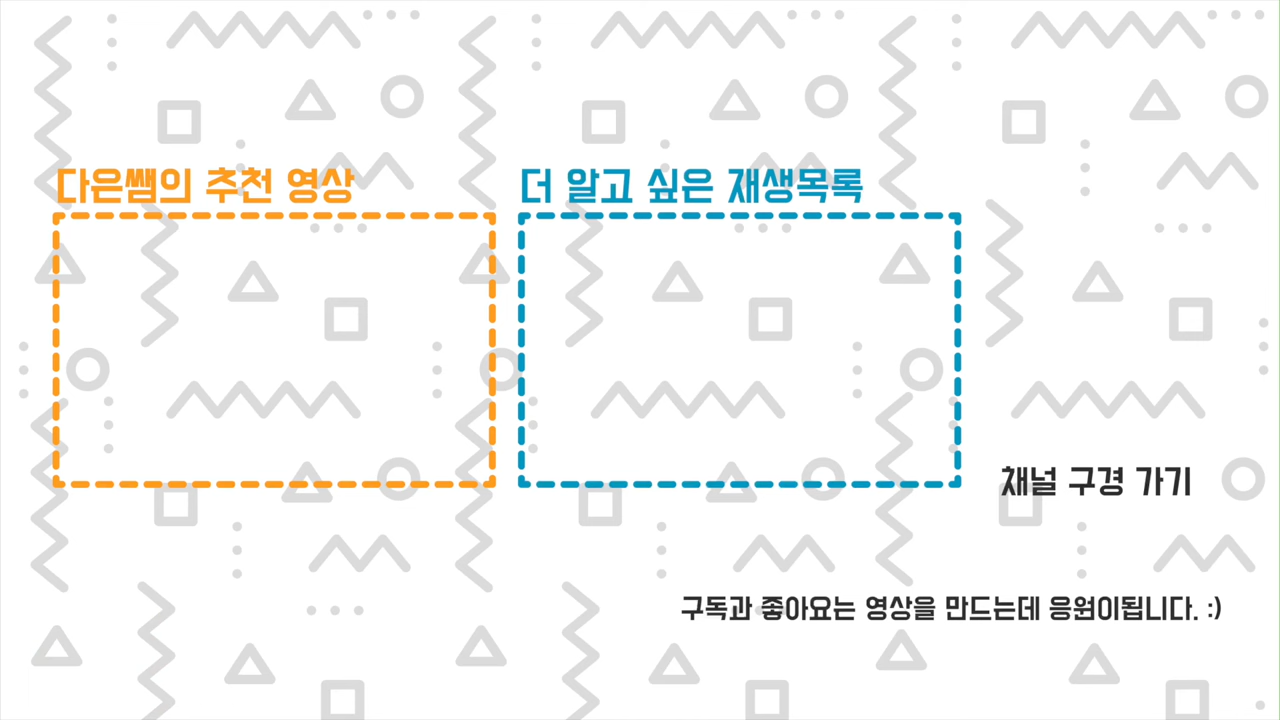 다은쌤의 추천 영상
더 알고 싶은 재생목록
채널 구경 가기
구독과 좋아요는 영상을 만드는데 응원이됩니다. :)